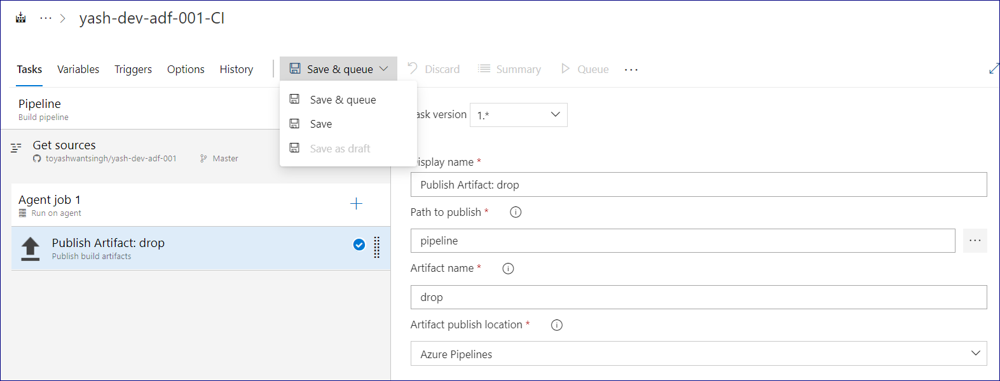 ··· > yash-dev-adf-001-CI
Tasks Variables Triggers Options History Save & queue Discard Summary Queue ···
Pipeline
Build pipeline
Get sources
toyashwantsingh/yash-dev-adf-001 Master
Agent job 1
Run on agent
Publish Artifact: drop
Publish build artifacts
Save & queue
Save
Save as draft
ask version 1.*
isplay name *
Publish Artifact: drop
Path to publish *
pipeline
Artifact name *
drop
Artifact publish location *
Azure Pipelines